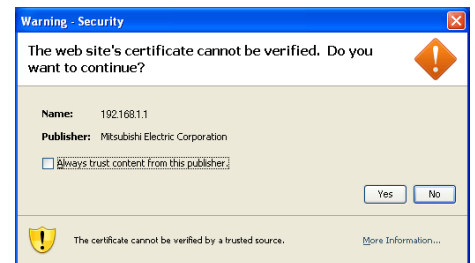 Warning - Security
The web site's certificate cannot be verified. Do you
want to continue?
Name: 192.168.1.1
Publisher: Mitsubishi Electric Corporation
Always trust content from this publisher.
Yes No
The certificate cannot be verified by a trusted source. More Information...